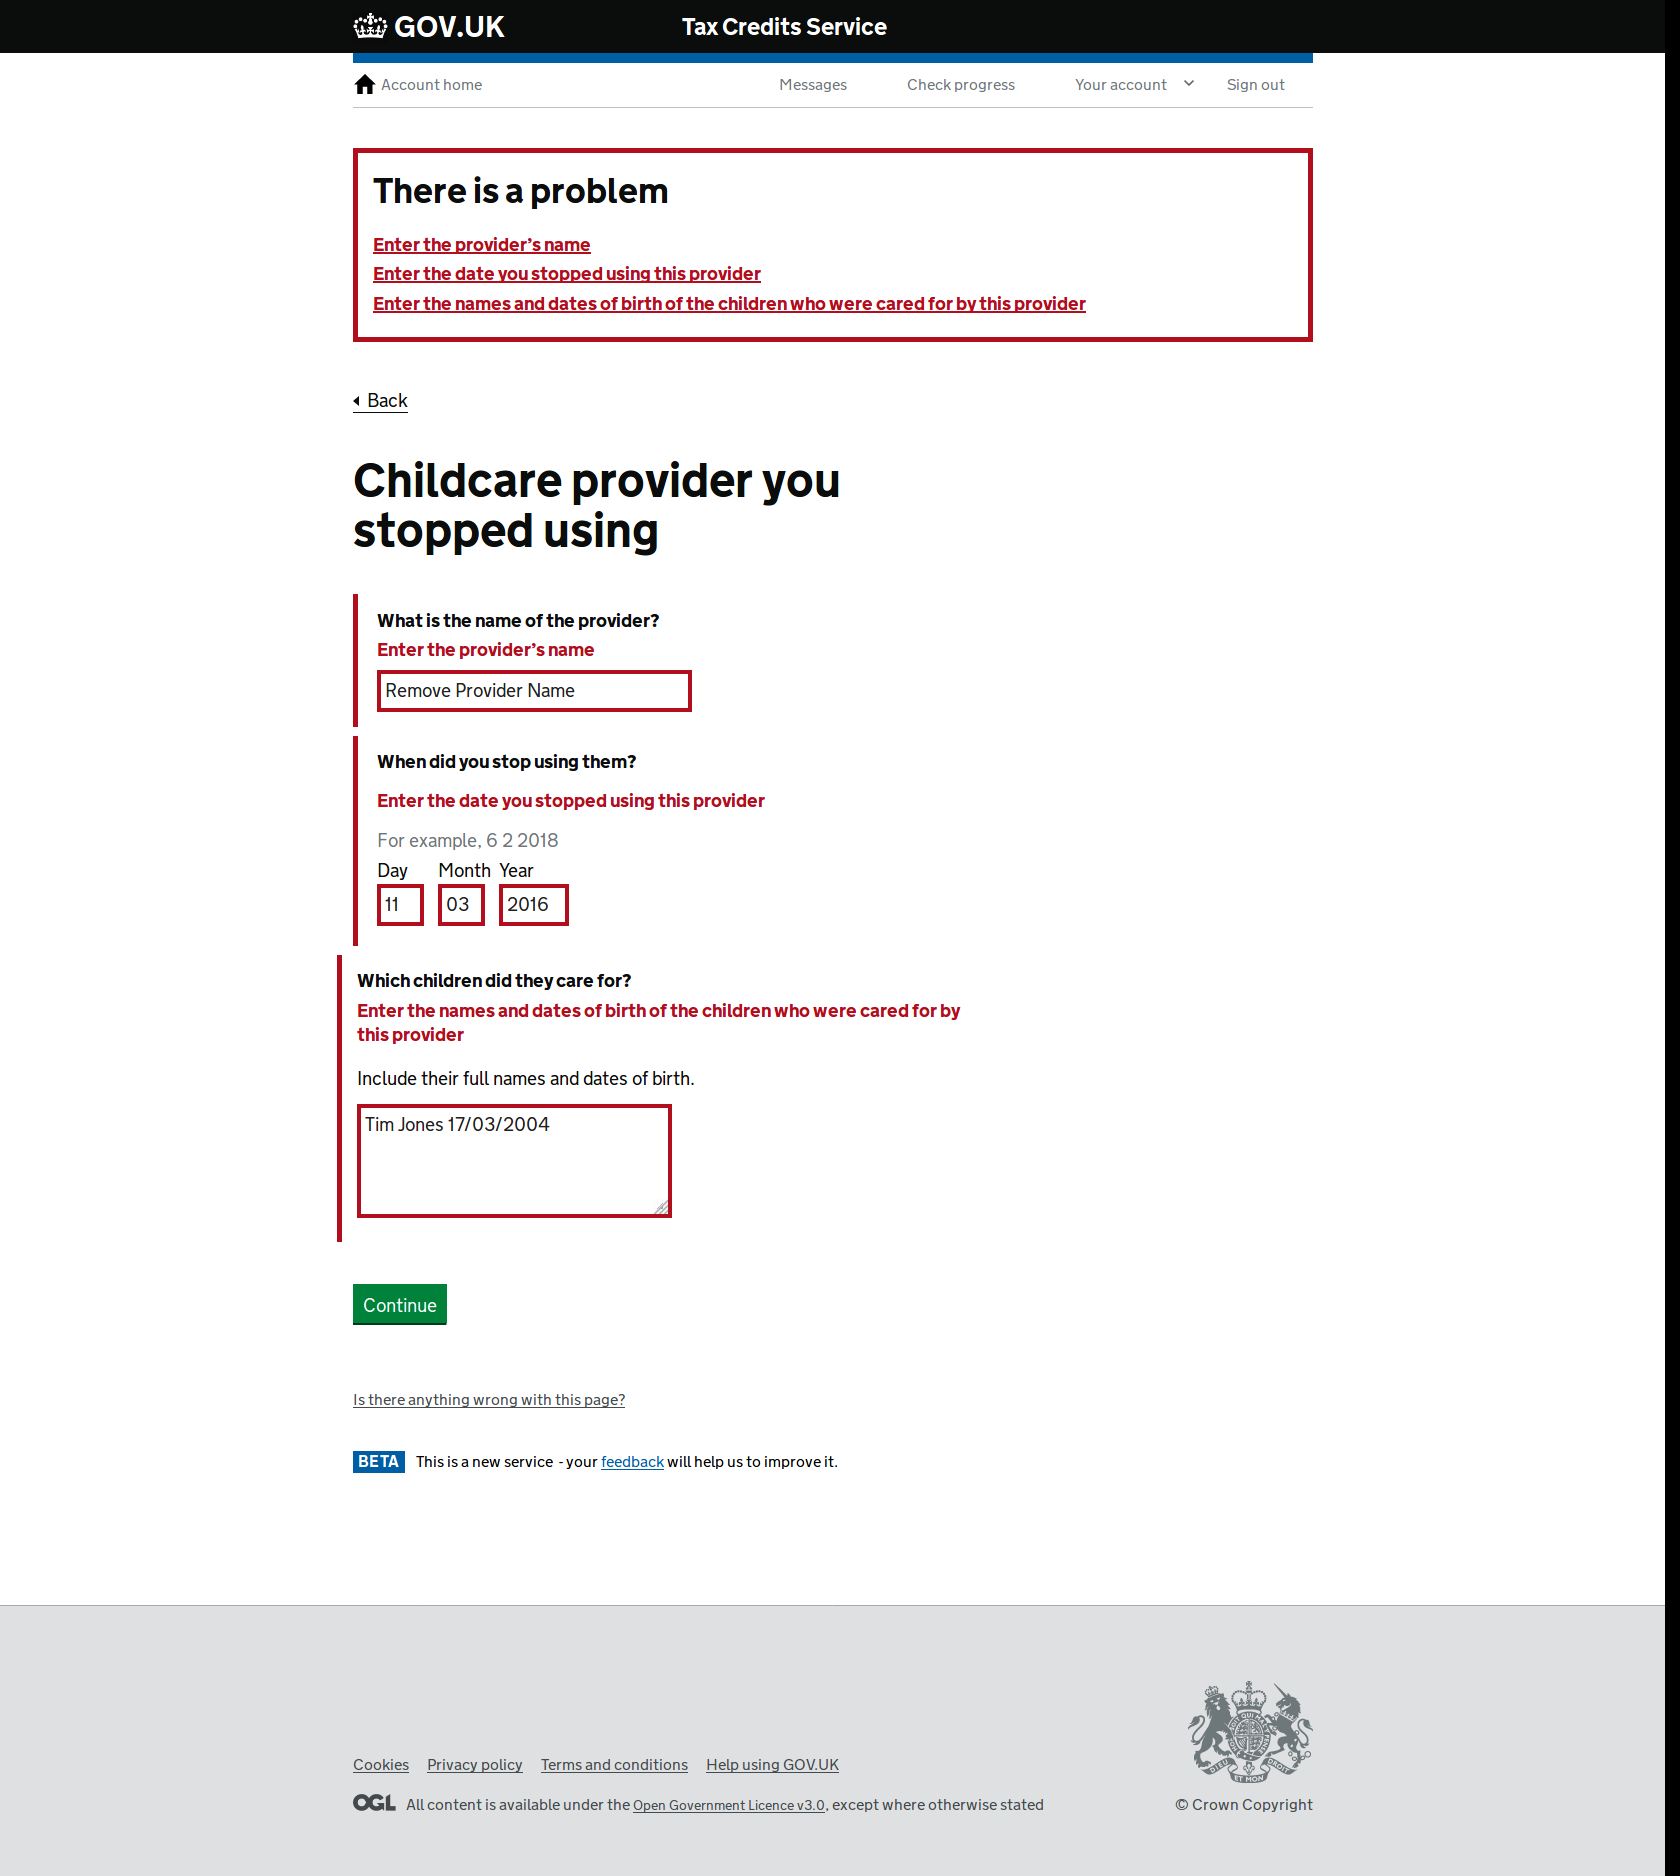 GOV.UK
Tax Credits Service
Account home
Messages
Check progress
Your account
Sign out
There is a problem
Enter the provider’s name
Enter the date you stopped using this provider
Enter the names and dates of birth of the children who were cared for by this provider
Back
Childcare provider you
stopped using
What is the name of the provider?
Enter the provider’s name
Remove Provider Name
When did you stop using them?
Enter the date you stopped using this provider
For example, 6 2 2018
Day Month Year
11 03 2016
Which children did they care for?
Enter the names and dates of birth of the children who were cared for by
this provider
Include their full names and dates of birth.
Tim Jones 17/03/2004
Continue
Is there anything wrong with this page?
BETA This is a new service - your feedback will help us to improve it.
Cookies Privacy policy Terms and conditions Help using GOV.UK
OGL All content is available under the Open Government Licence v3.0, except where otherwise stated
DIEU ET MON DROIT
© Crown Copyright